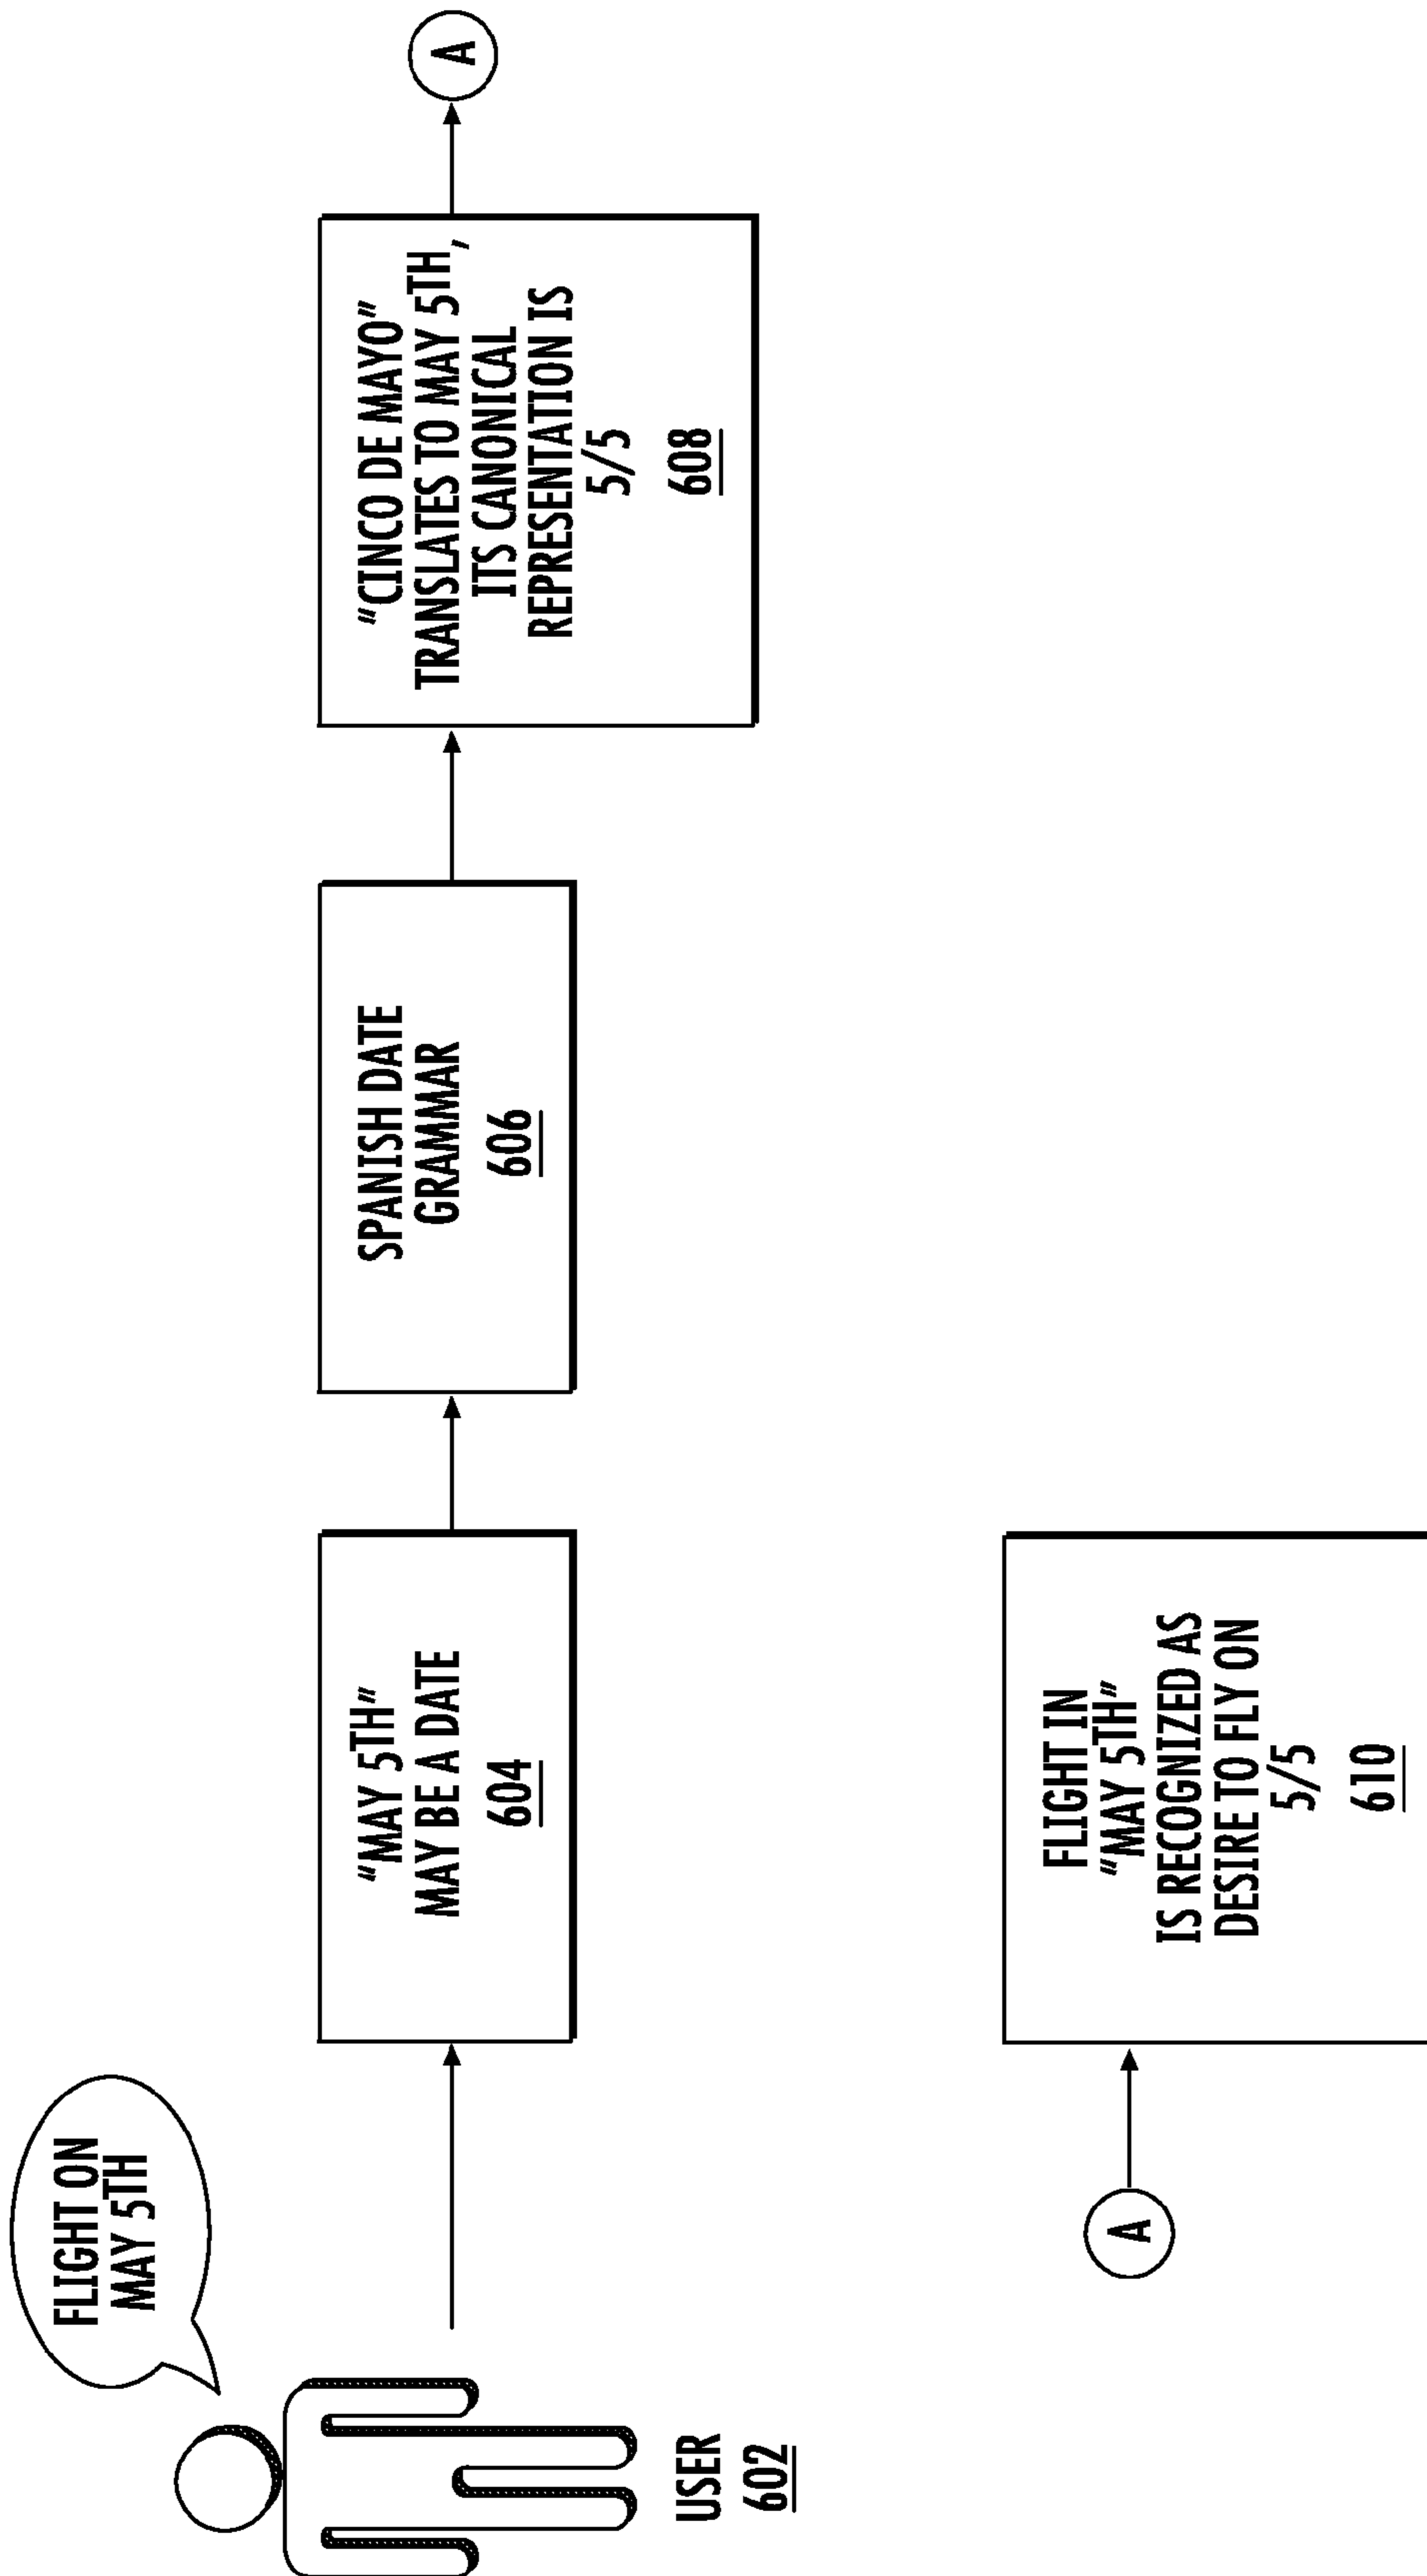 FLIGHT ON
MAY 5TH
USER
602
"MAY 5TH"
MAY BE A DATE
604
SPANISH DATE
GRAMMAR
606
"CINCO DE MAYO"
TRANSLATES TO MAY 5TH,
ITS CANONICAL
REPRESENTATION IS
5/5
608
A
A
FLIGHT IN
"MAY 5TH"
IS RECOGNIZED AS
DESIRE TO FLY ON
5/5
610